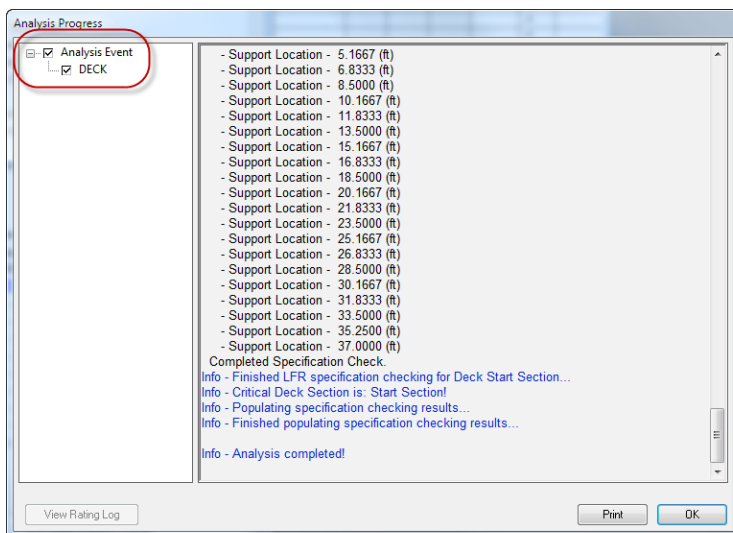 Analysis Progress
Analysis Event
DECK
- Support Location - 5.1667 (ft)
- Support Location - 6.8333 (ft)
- Support Location - 8.5000 (ft)
- Support Location - 10.1667 (ft)
- Support Location - 11.8333 (ft)
- Support Location - 13.5000 (ft)
- Support Location - 15.1667 (ft)
- Support Location - 16.8333 (ft)
- Support Location - 18.5000 (ft)
- Support Location - 20.1667 (ft)
- Support Location - 21.8333 (ft)
- Support Location - 23.5000 (ft)
- Support Location - 25.1667 (ft)
- Support Location - 26.8333 (ft)
- Support Location - 28.5000 (ft)
- Support Location - 30.1667 (ft)
- Support Location - 31.8333 (ft)
- Support Location - 33.5000 (ft)
- Support Location - 35.2500 (ft)
- Support Location - 37.0000 (ft)
Completed Specification Check.
Info - Finished LFR specification checking for Deck Start Section...
Info - Critical Deck Section is: Start Section!
Info - Populating specification checking results...
Info - Finished populating specification checking results...
Info - Analysis completed!
View Rating Log
Print
OK